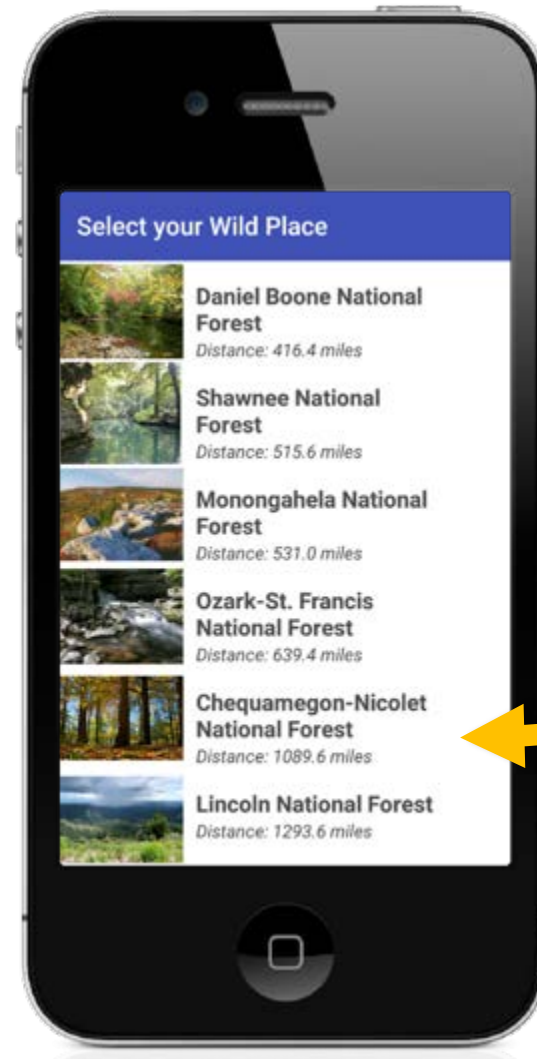 Select your Wild Place
Daniel Boone National
Forest
Distance: 416.4 miles
Shawnee National
Forest
Distance: 515.6 miles
Monongahela National
Forest
Distance: 531.0 miles
Ozark-St. Francis
National Forest
Distance: 639.4 miles
Chequamegon-Nicolet
National Forest
Distance: 1089.6 miles
Lincoln National Forest
Distance: 1293.6 miles